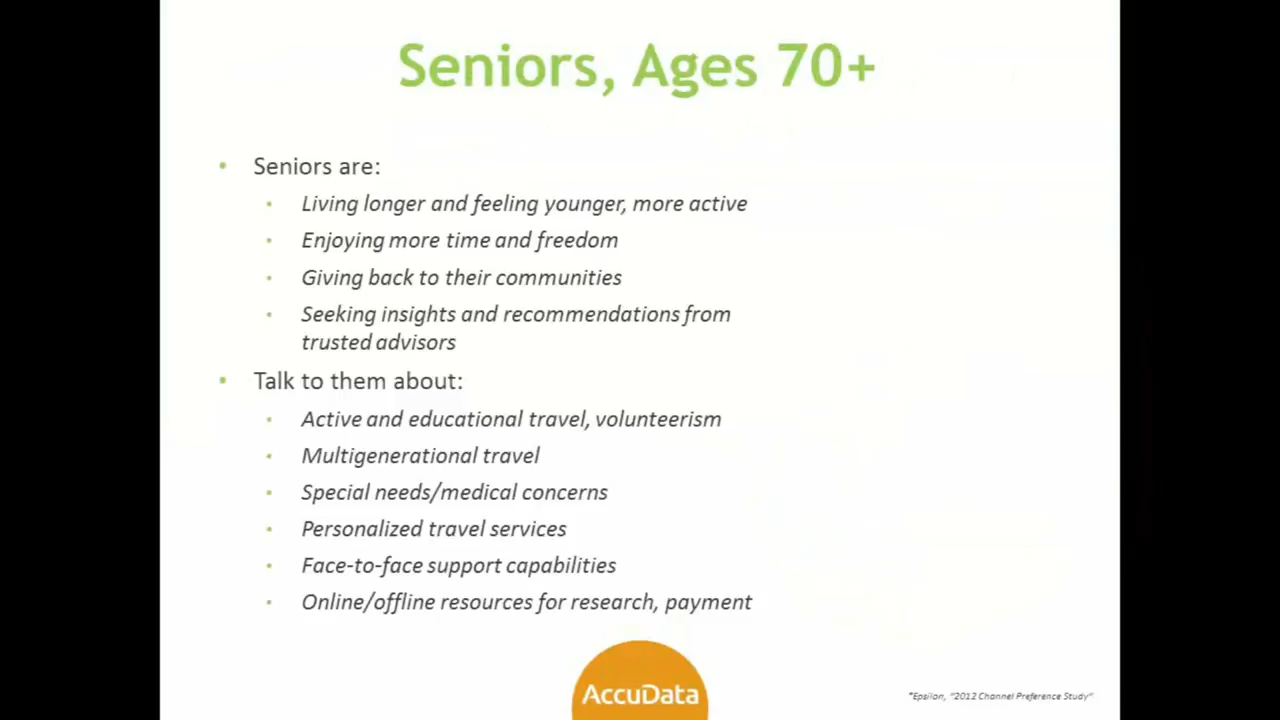 Seniors, Ages 70+
• Seniors are:
• Living longer and feeling younger, more active
• Enjoying more time and freedom
• Giving back to their communities
• Seeking insights and recommendations from
trusted advisors
• Talk to them about:
• Active and educational travel, volunteerism
• Multigenerational travel
• Special needs/medical concerns
• Personalized travel services
• Face-to-face support capabilities
• Online/offline resources for research, payment
AccuData
*Epsilon, "2012 Channel Preference Study"